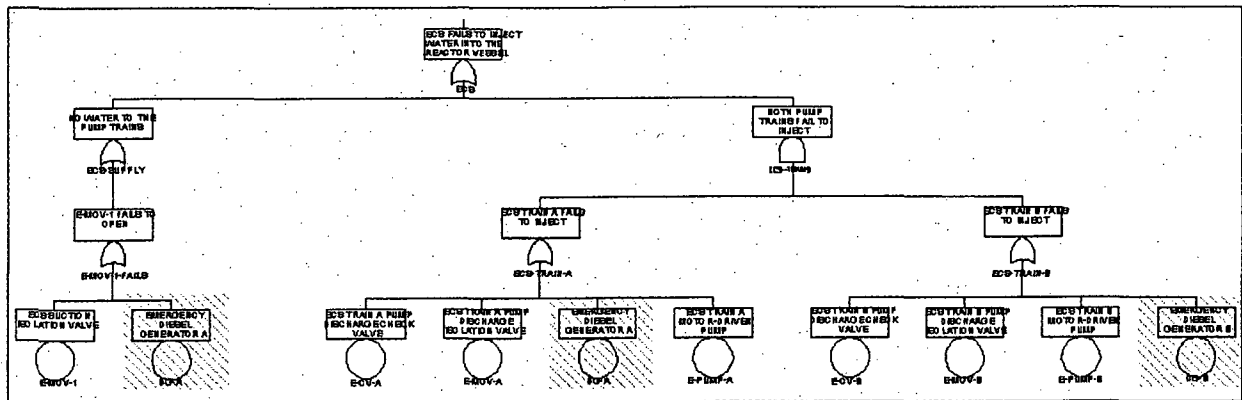 ECS FAILS TO INJECT
WATER INTO THE
REACTOR VESSEL
ECS
NO WATER TO THE
PUMP TRAINS
ECS-SUPPLY
BOTH PUMP
TRAINS FAIL TO
INJECT
ECS-TRAINS
E-MOV-1 FAILS TO
OPEN
E-MOV-1-FAILS
ECS TRAIN A FAILS
TO INJECT
ECS-TRAIN-A
ECS TRAIN B FAILS
TO INJECT
ECS-TRAIN-B
ECS SUCTION
ISOLATION VALVE
E-MOV-1
EMERGENCY
DIESEL
GENERATOR A
DG-A
ECS TRAIN A PUMP
DISCHARGE CHECK
VALVE
E-CV-A
ECS TRAIN A PUMP
DISCHARGE
ISOLATION VALVE
E-MOV-A
EMERGENCY
DIESEL
GENERATOR A
DG-A
ECS TRAIN A
MOTOR-DRIVEN
PUMP
E-PUMP-A
ECS TRAIN B PUMP
DISCHARGE CHECK
VALVE
E-CV-B
ECS TRAIN B PUMP
DISCHARGE
ISOLATION VALVE
E-MOV-B
ECS TRAIN B
MOTOR-DRIVEN
PUMP
E-PUMP-B
EMERGENCY
DIESEL
GENERATOR B
DG-B